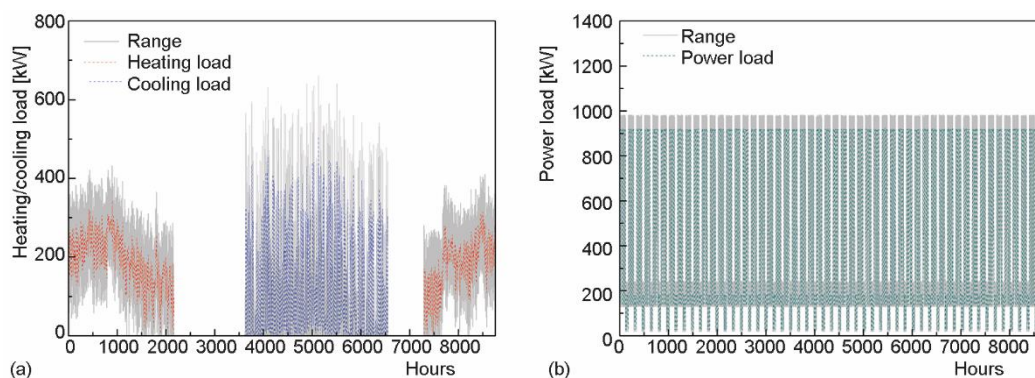 800
600
400
200
0
Heating/cooling load [kW]
Range
Heating load
Cooling load
0 1000 2000 3000 4000 5000 6000 7000 8000
Hours
(a)
1400
1200
1000
800
600
400
200
0
Power load [kW]
Range
Power load
0 1000 2000 3000 4000 5000 6000 7000 8000
Hours
(b)